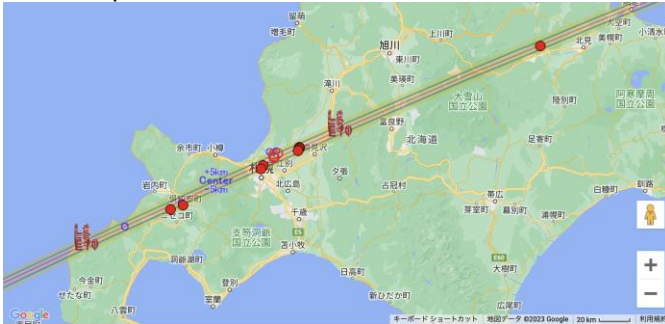 留萌
増毛町
上川町
旭川
東川町
美瑛町
大空町
北見
美幌町
小清水
滝川
大雪山
国立公園
陸別町
阿寒摩周
国立公園
富良野
北海道
足寄町
余市町
小樽
江別
夕張
+5km
Center
-5km
北広島
岩内町
ニセコ町
占冠村
帯広
芽室町
幕別町
浦幌町
白糠町
釧路
千歳
支笏洞爺
国立公園
洞爺湖町
苫小牧
E5
E60
今金町
せたな町
登別
日高町
大樹町
八雲町
室蘭
新ひだか町
広尾町
+
−
Google
キーボード ショートカット
地図データ ©2023 Google
20 km
利用規約